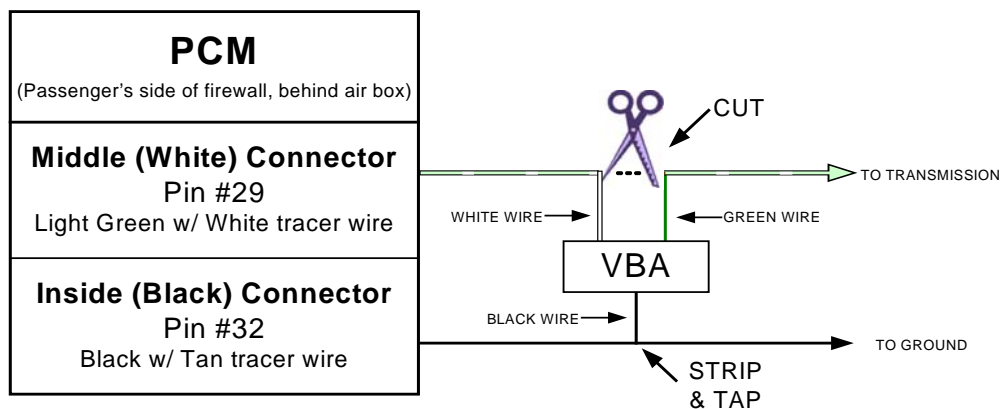 PCM
(Passenger's side of firewall, behind air box)
Middle (White) Connector
Pin #29
Light Green w/ White tracer wire
Inside (Black) Connector
Pin #32
Black w/ Tan tracer wire
CUT
TO TRANSMISSION
WHITE WIRE
GREEN WIRE
VBA
BLACK WIRE
TO GROUND
STRIP
& TAP